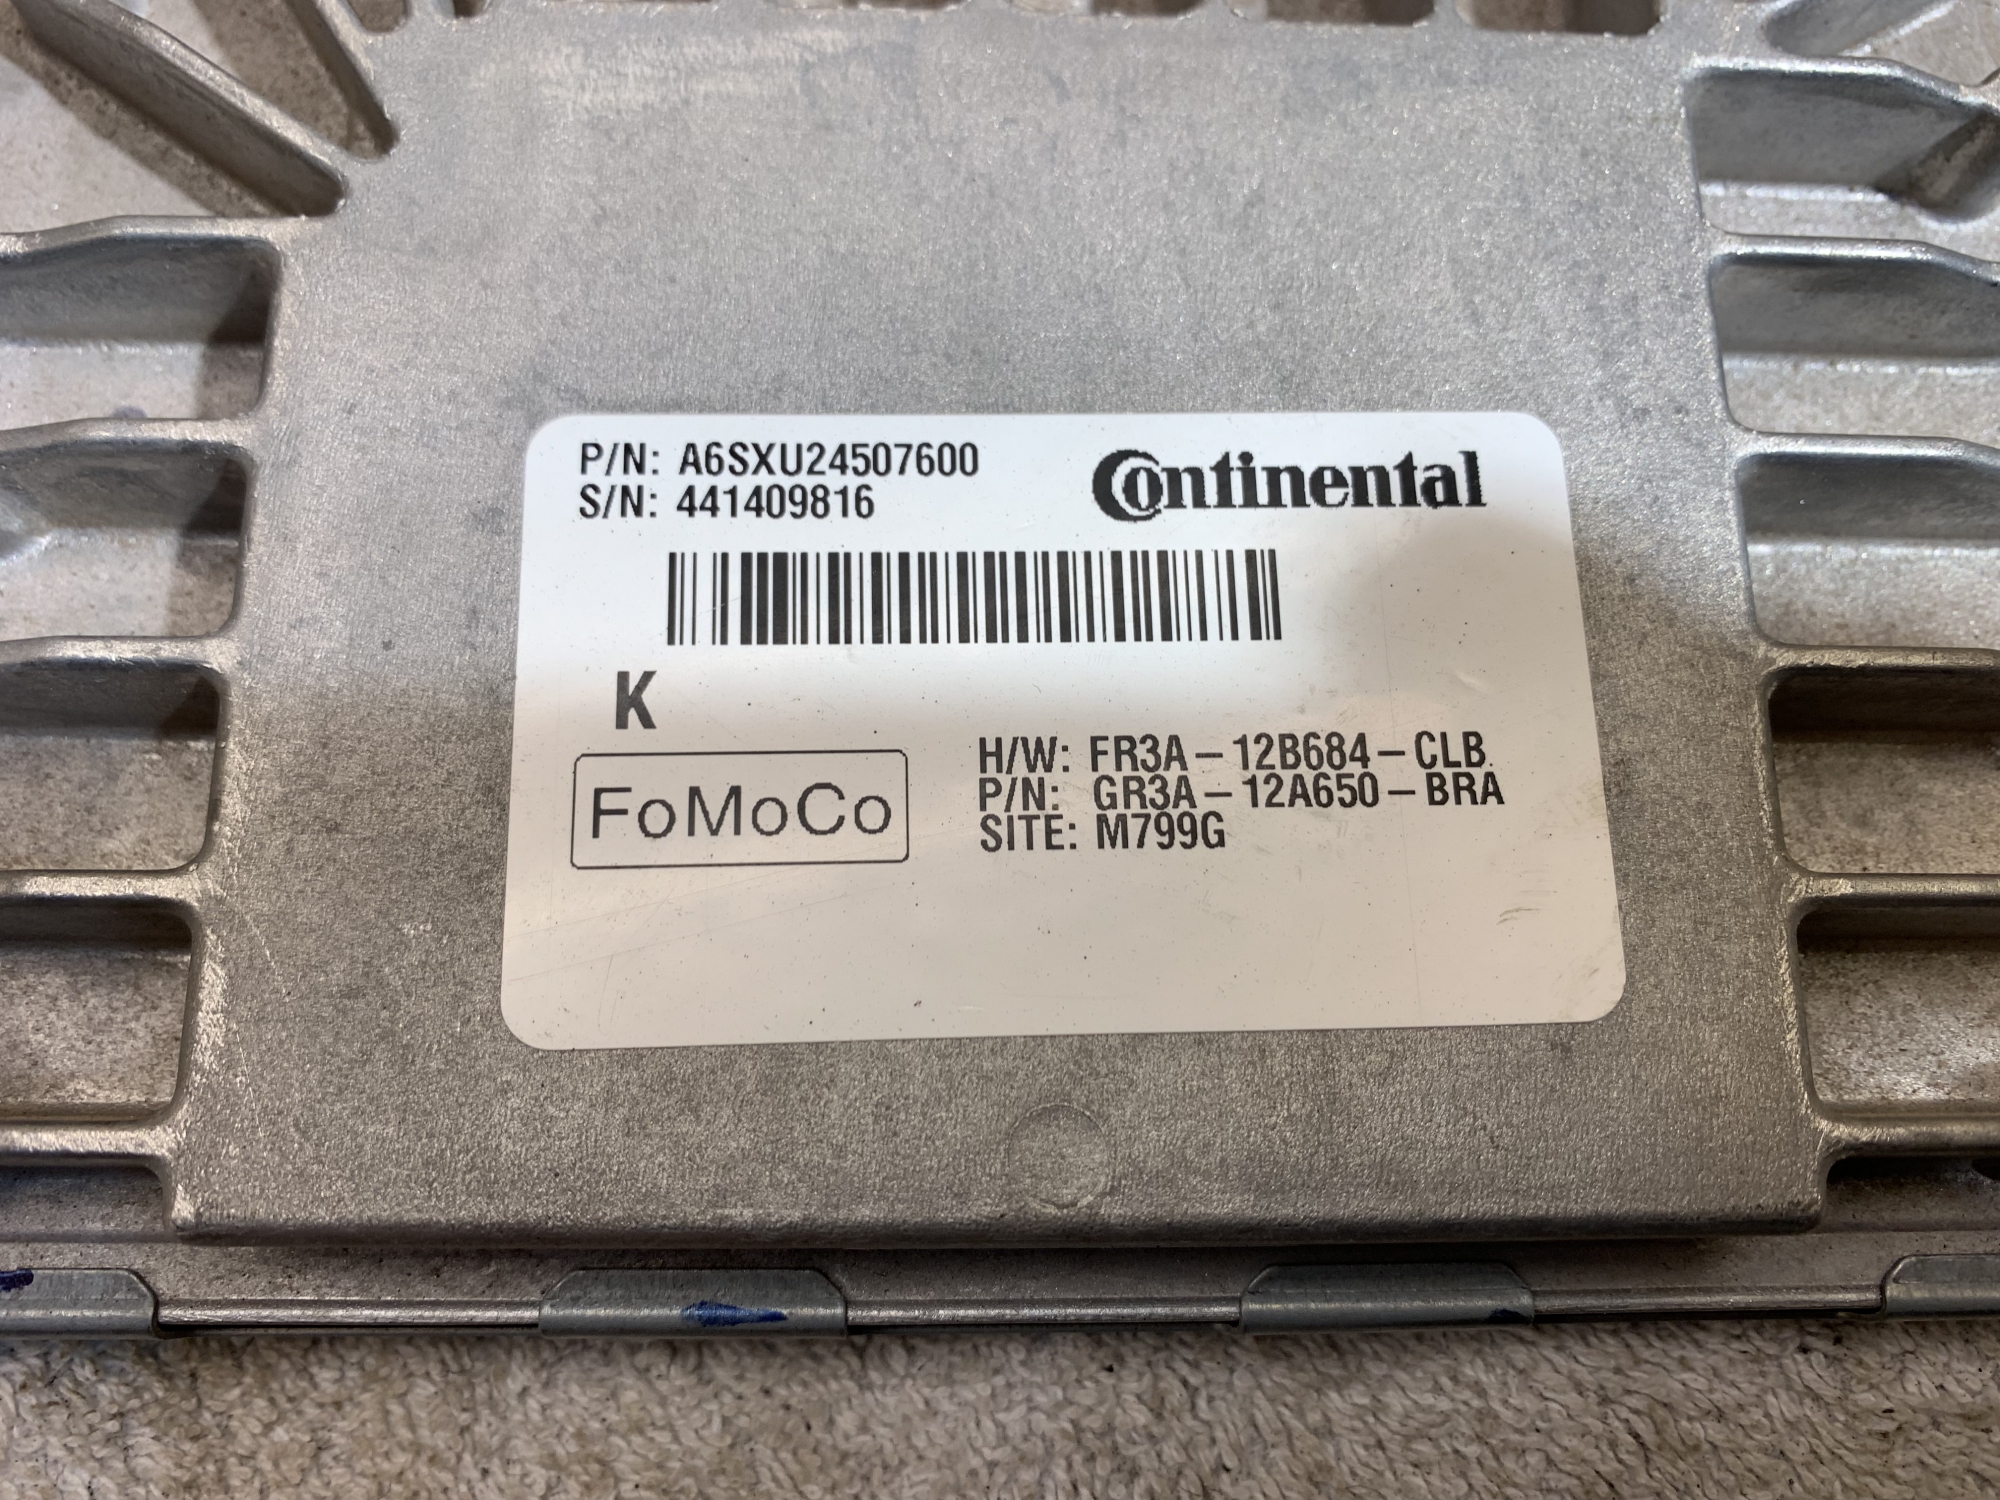 P/N: A6SXU24507600
S/N: 441409816
Continental
K
FoMoCo
H/W: FR3A-12B684-CLB
P/N: GR3A-12A650-BRA
SITE: M799G